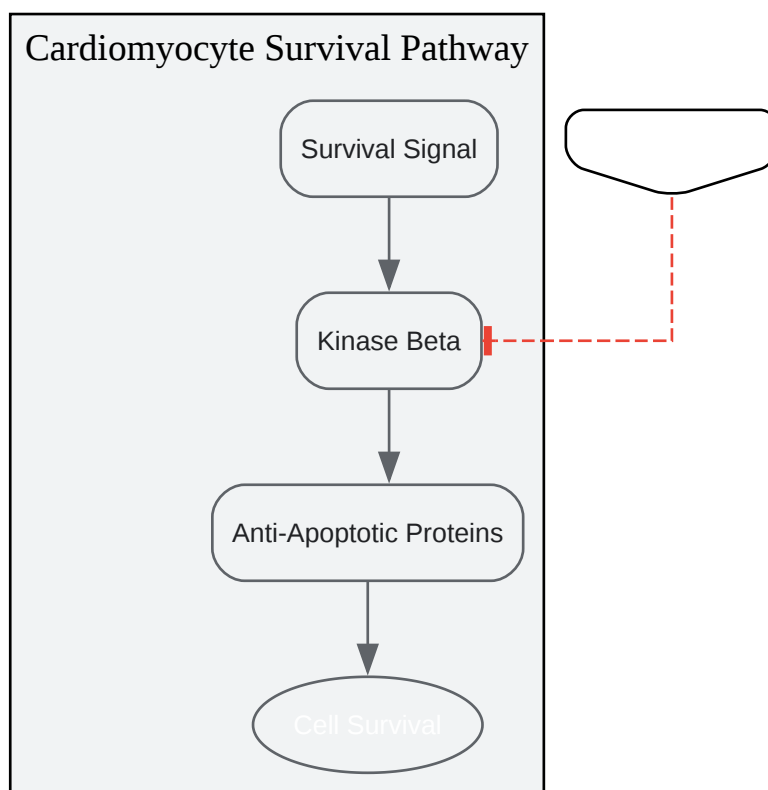 Cardiomyocyte Survival Pathway
Survival Signal
Kinase Beta
Anti-Apoptotic Proteins
Cell Survival